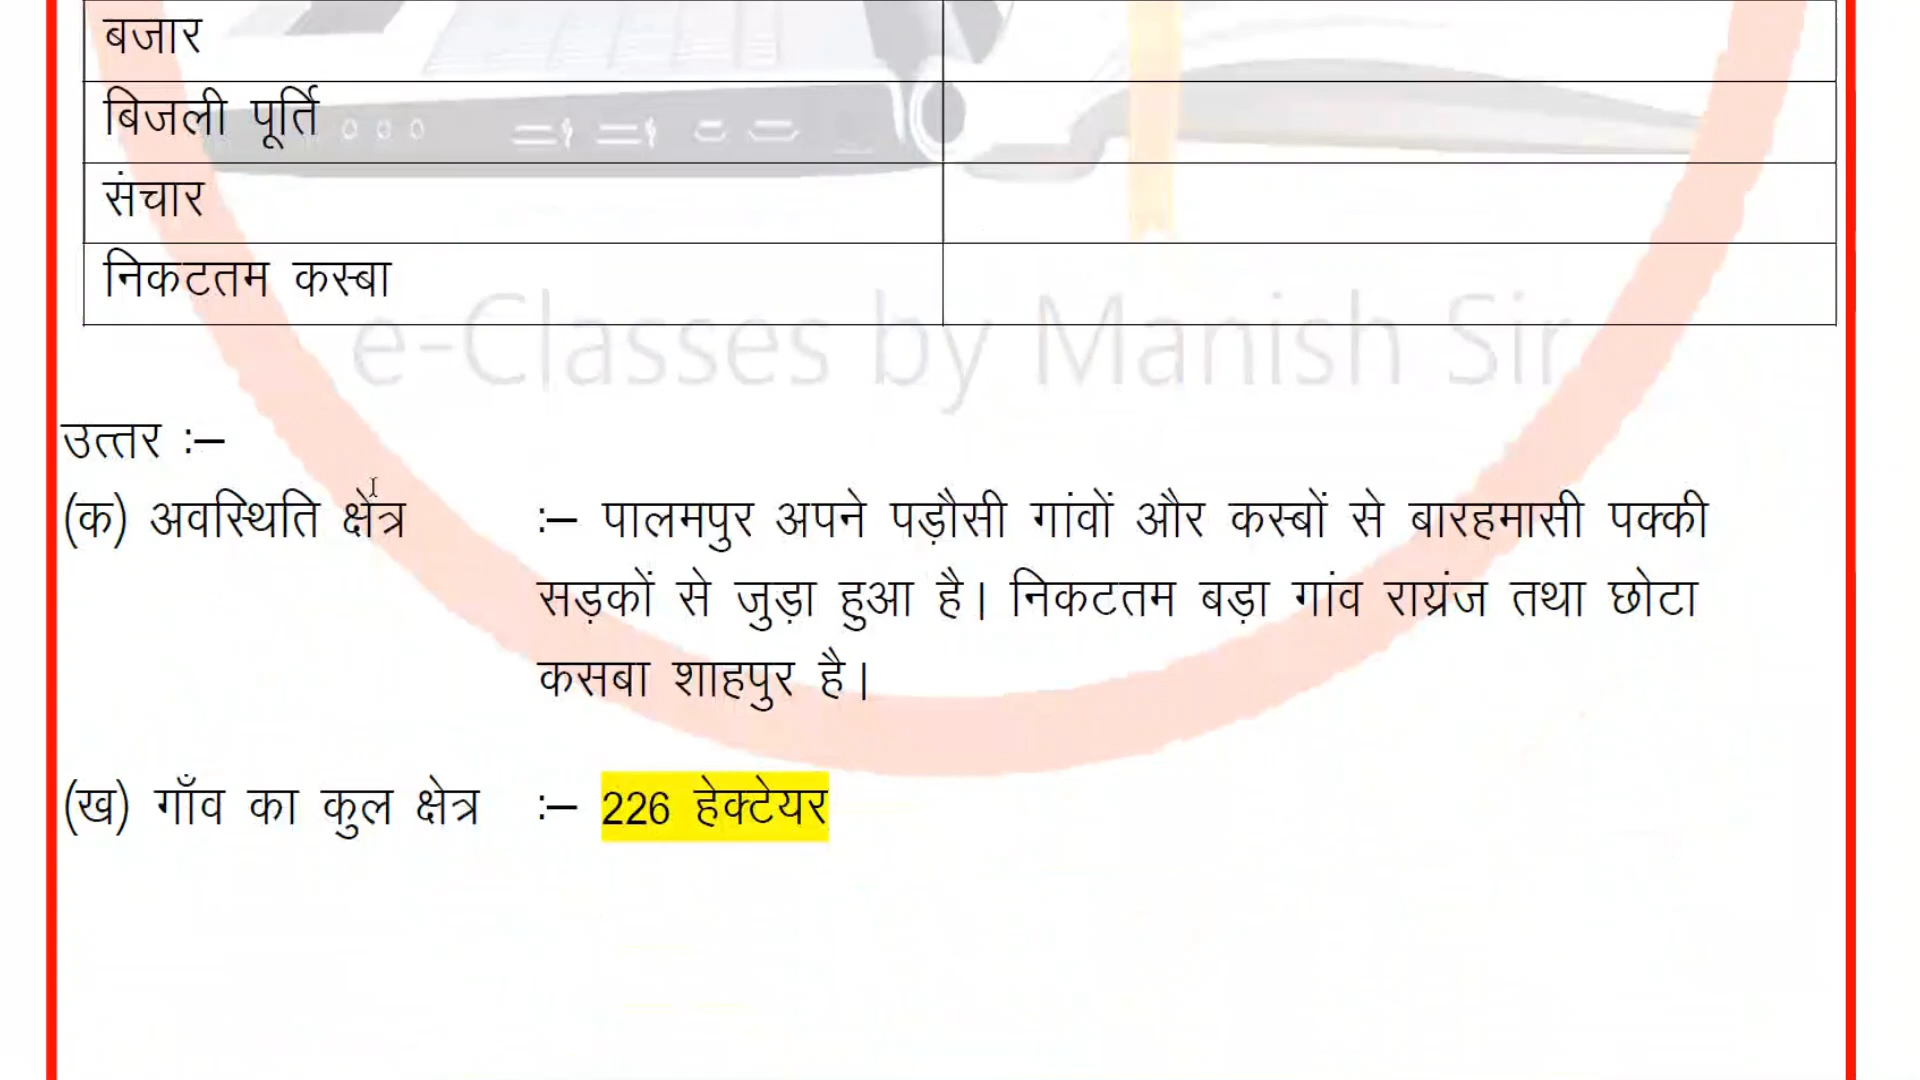 बजार
बिजली पूर्ति
संचार
निकटतम कस्बा
e-Classes by Manish Sir
उत्तर :–
(क) अवस्थिति क्षेत्र :– पालमपुर अपने पड़ौसी गांवों और कस्बों से बारहमासी पक्की
सड़कों से जुड़ा हुआ है। निकटतम बड़ा गांव राय्रंज तथा छोटा
कसबा शाहपुर है।
(ख) गाँव का कुल क्षेत्र :– 226 हेक्टेयर